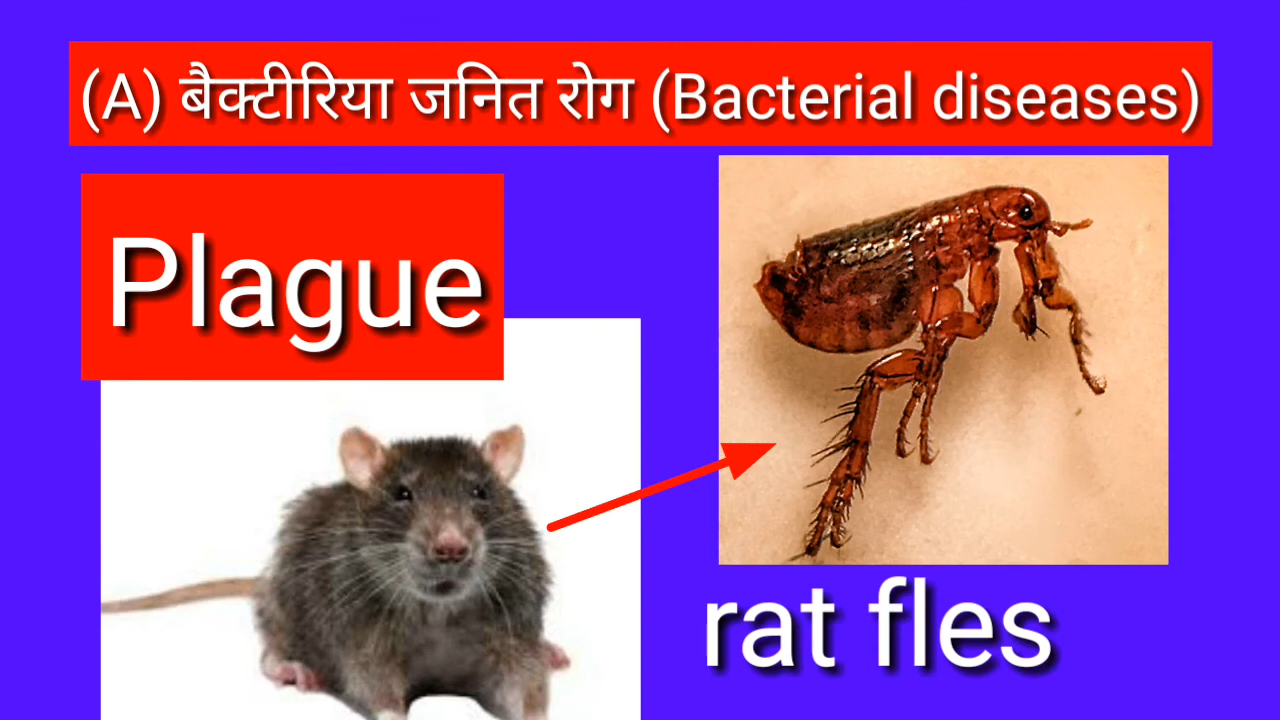 (A) बैक्टीरिया जनित रोग (Bacterial diseases)
Plague
rat fles